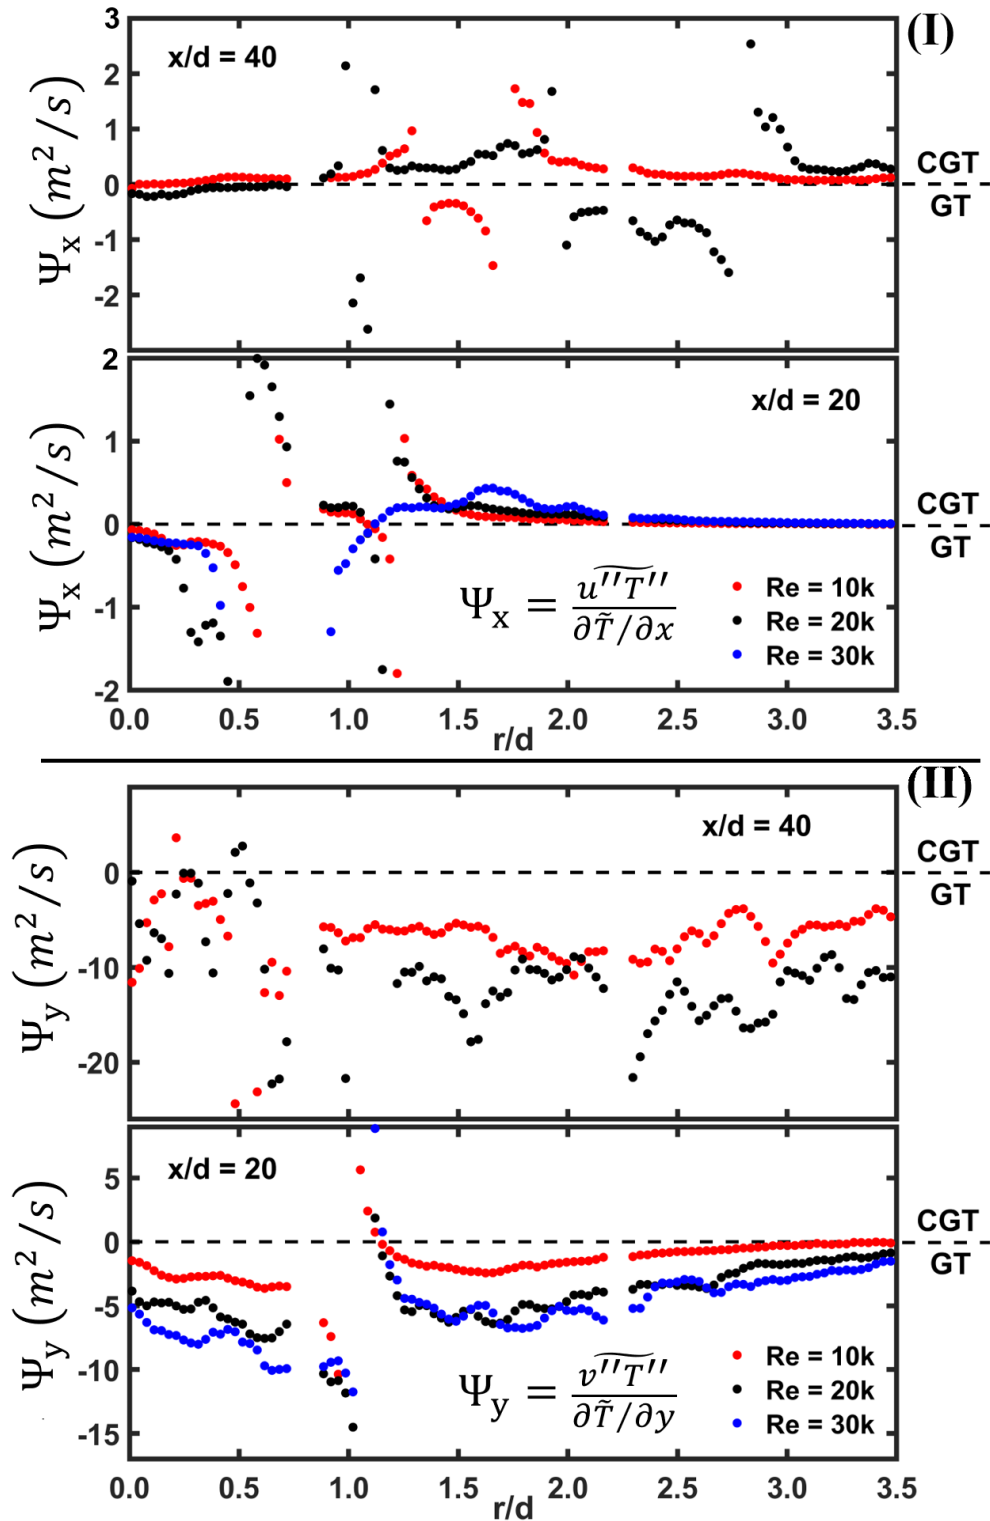 (I)
x/d = 40
3
2
1
0
-1
-2
Ψx (m²/s)
CGT
GT
x/d = 20
2
1
0
-1
-2
Ψx (m²/s)
CGT
GT
Ψx = u''T'' / ∂T̃/∂x
Re = 10k
Re = 20k
Re = 30k
0.0 0.5 1.0 1.5 2.0 2.5 3.0 3.5
r/d
(II)
x/d = 40
0
-10
-20
Ψy (m²/s)
CGT
GT
x/d = 20
5
0
-5
-10
-15
Ψy (m²/s)
CGT
GT
Ψy = v''T'' / ∂T̃/∂y
Re = 10k
Re = 20k
Re = 30k
0.0 0.5 1.0 1.5 2.0 2.5 3.0 3.5
r/d